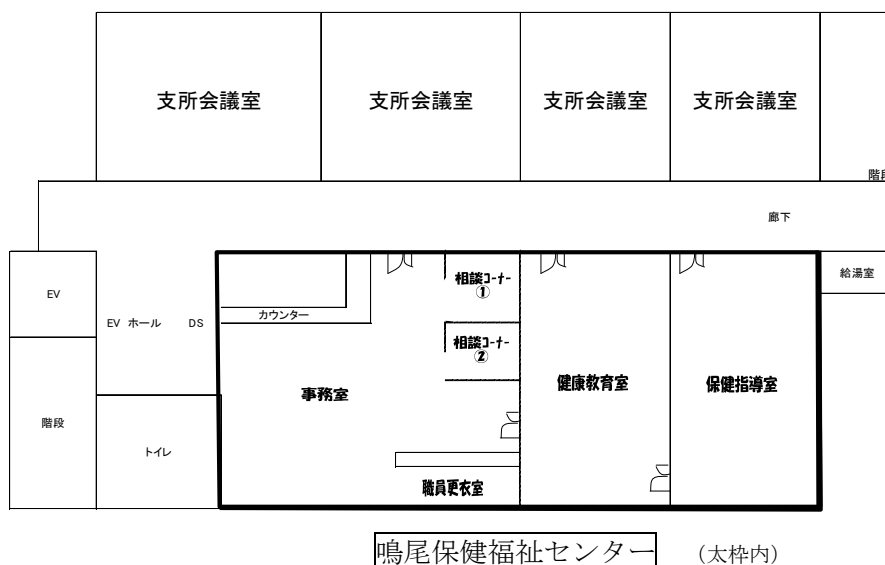 支所会議室
支所会議室
支所会議室
支所会議室
階段
廊下
給湯室
EV
EV ホール
DS
カウンター
相談コーナー
①
相談コーナー
②
事務室
健康教育室
保健指導室
階段
トイレ
職員更衣室
鳴尾保健福祉センター (太枠内)